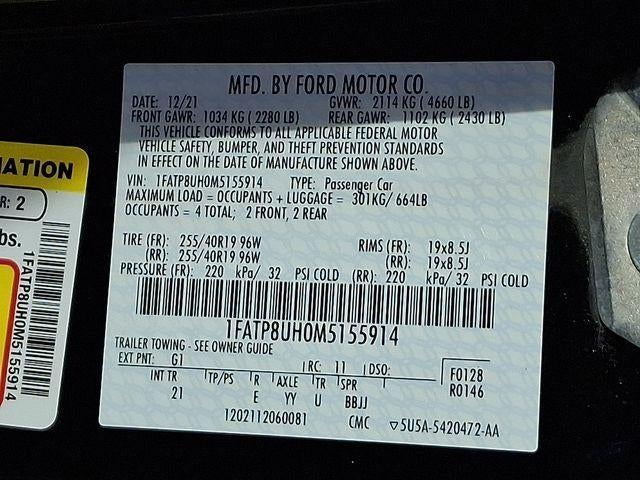 MFD. BY FORD MOTOR CO.
DATE: 12/21 GVWR: 2114 KG ( 4660 LB)
FRONT GAWR: 1034 KG ( 2280 LB) REAR GAWR: 1102 KG ( 2430 LB)
THIS VEHICLE CONFORMS TO ALL APPLICABLE FEDERAL MOTOR
VEHICLE SAFETY, BUMPER, AND THEFT PREVENTION STANDARDS
IN EFFECT ON THE DATE OF MANUFACTURE SHOWN ABOVE.
VIN: 1FATP8UH0M5155914 TYPE: Passenger Car
MAXIMUM LOAD = OCCUPANTS + LUGGAGE = 301KG/ 664LB
OCCUPANTS = 4 TOTAL; 2 FRONT, 2 REAR
TIRE (FR): 255/40R19 96W RIMS (FR): 19x8.5J
(RR): 255/40R19 96W (RR): 19x8.5J
PRESSURE (FR): 220 kPa/ 32 PSI COLD (RR): 220 kPa/ 32 PSI COLD
1FATP8UH0M5155914
TRAILER TOWING - SEE OWNER GUIDE
EXT PNT: G1 RC: 11 DSO: F0128
INT TR TP/PS R AXLE TR SPR R0146
21 E YY U BBJJ
1202112060081 CMC ▽5U5A-5420472-AA
MATION
R: 2
bs.
1FATP8UH0M5155914